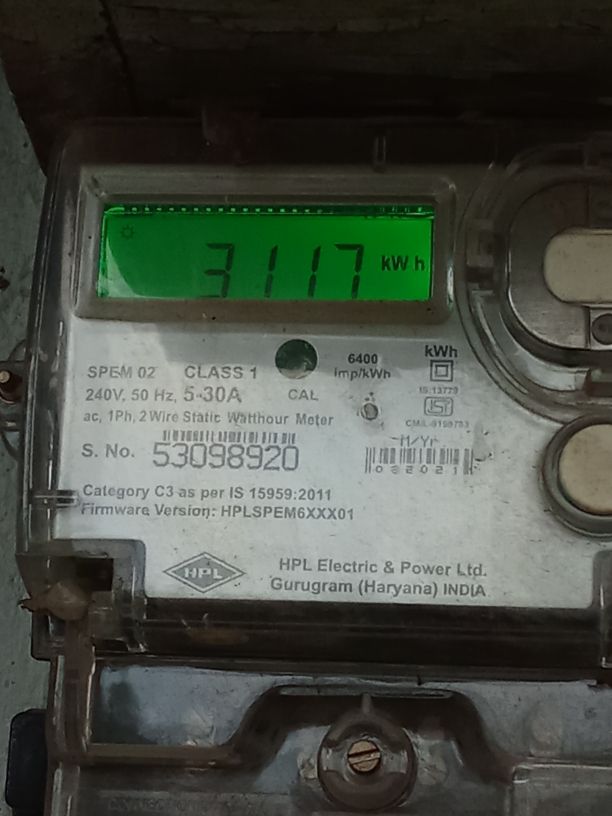 3117 kWh
SPEM 02 CLASS 1
240V, 50 Hz, 5-30A
ac, 1Ph, 2 Wire Static Watthour Meter
CAL
6400
imp/kWh
kWh
IS:13779
S. No. 53098920
M/Yr
032021
Category C3 as per IS 15959:2011
Firmware Version: HPLSPEM6XXX01
HPL
HPL Electric & Power Ltd.
Gurugram (Haryana) INDIA